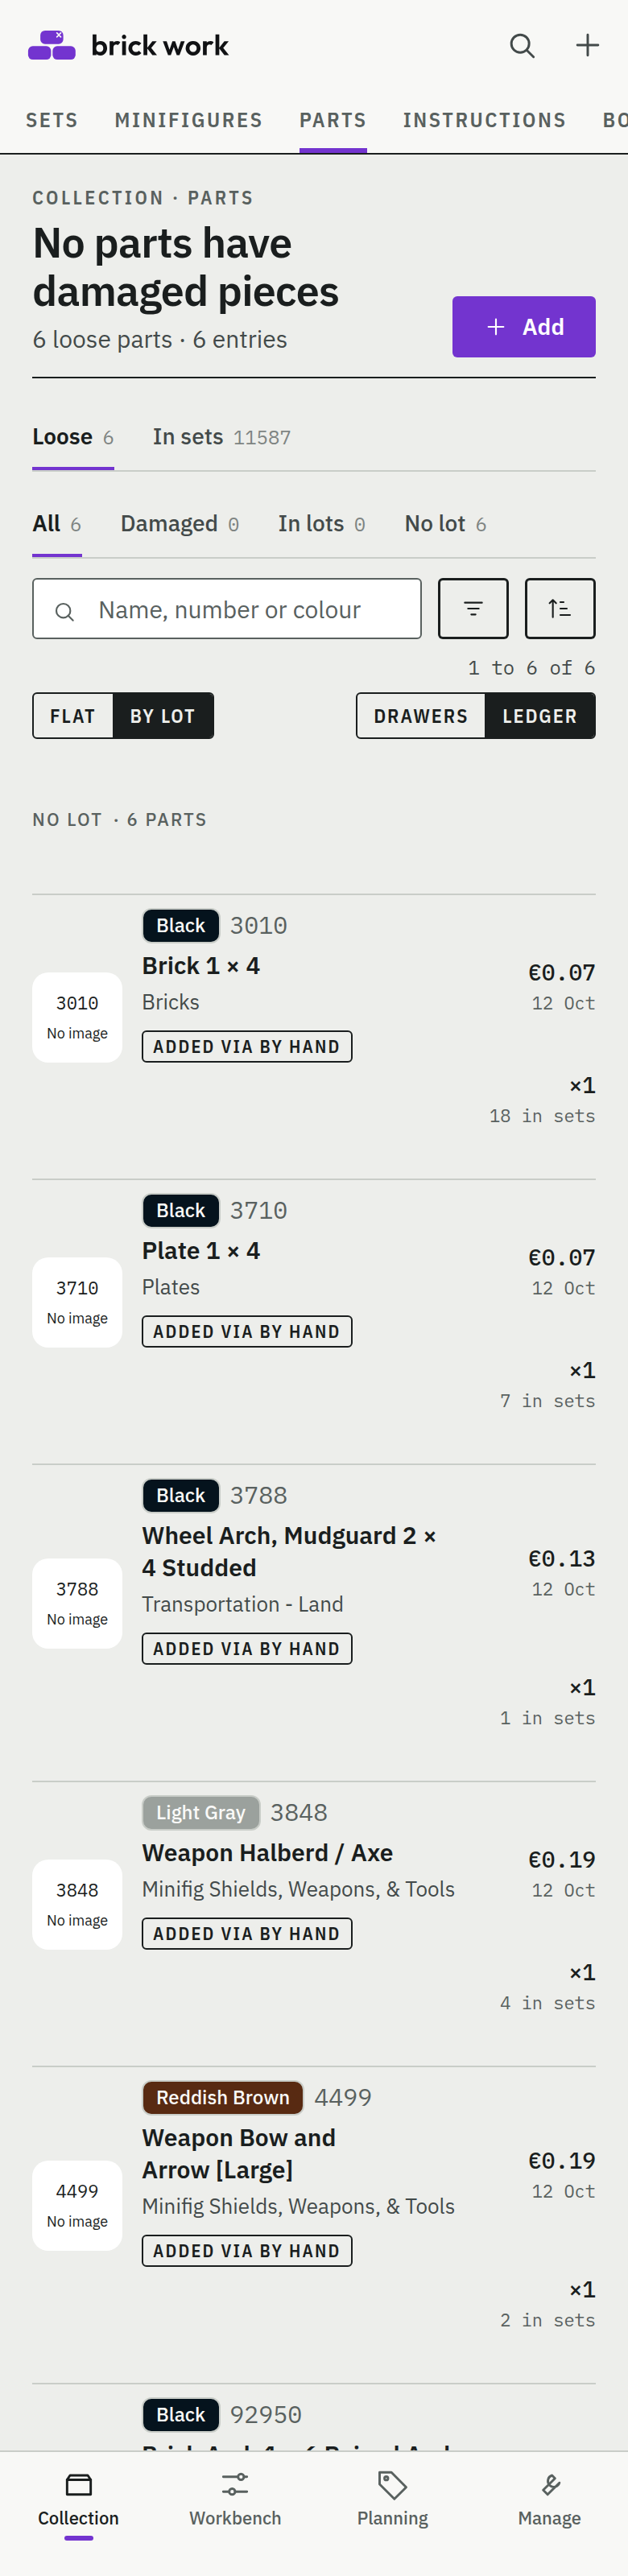 brick work
SETS MINIFIGURES PARTS INSTRUCTIONS BO
COLLECTION · PARTS
No parts have
damaged pieces
6 loose parts · 6 entries
Add
Loose 6 In sets 11587
All 6 Damaged 0 In lots 0 No lot 6
Name, number or colour
1 to 6 of 6
FLAT BY LOT DRAWERS LEDGER
NO LOT · 6 PARTS
Black 3010
Brick 1 × 4
Bricks
ADDED VIA BY HAND
3010
No image
€0.07
12 Oct
×1
18 in sets
Black 3710
Plate 1 × 4
Plates
ADDED VIA BY HAND
3710
No image
€0.07
12 Oct
×1
7 in sets
Black 3788
Wheel Arch, Mudguard 2 ×
4 Studded
Transportation - Land
ADDED VIA BY HAND
3788
No image
€0.13
12 Oct
×1
1 in sets
Light Gray 3848
Weapon Halberd / Axe
Minifig Shields, Weapons, & Tools
ADDED VIA BY HAND
3848
No image
€0.19
12 Oct
×1
4 in sets
Reddish Brown 4499
Weapon Bow and
Arrow [Large]
Minifig Shields, Weapons, & Tools
ADDED VIA BY HAND
4499
No image
€0.19
12 Oct
×1
2 in sets
Black 92950
Collection Workbench Planning Manage